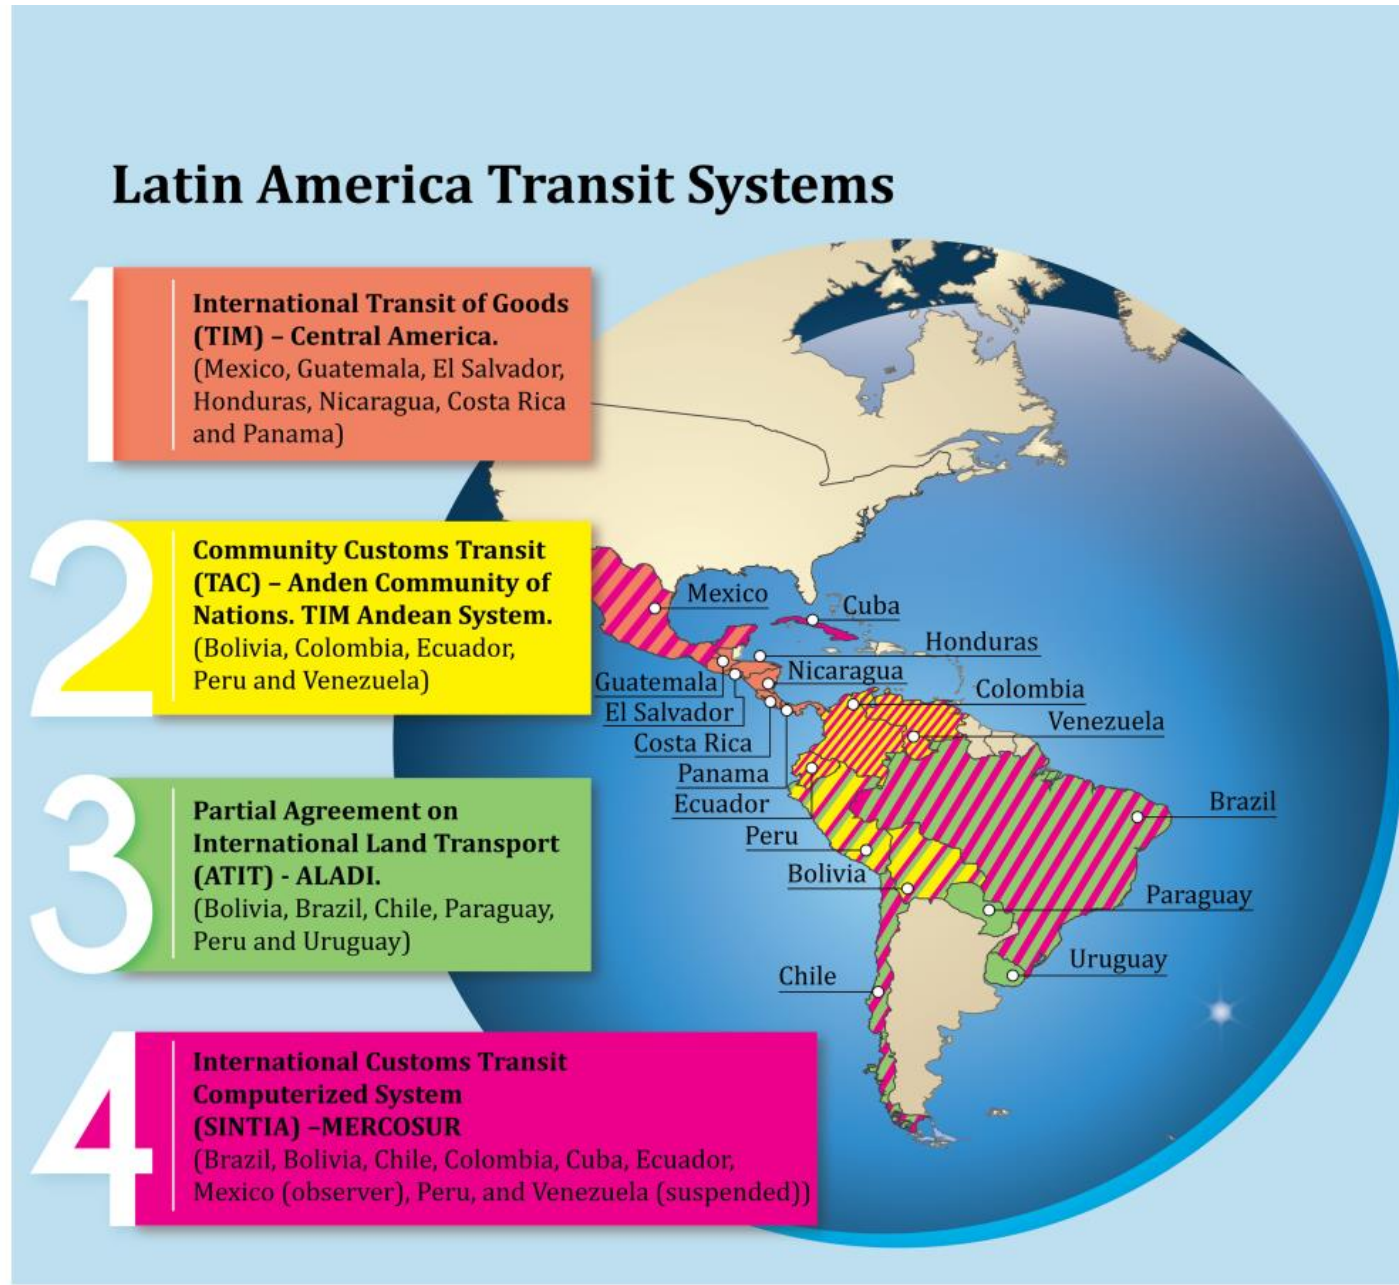 Latin America Transit Systems
1
International Transit of Goods
(TIM) – Central America.
(Mexico, Guatemala, El Salvador,
Honduras, Nicaragua, Costa Rica
and Panama)
2
Community Customs Transit
(TAC) – Anden Community of
Nations. TIM Andean System.
(Bolivia, Colombia, Ecuador,
Peru and Venezuela)
3
Partial Agreement on
International Land Transport
(ATIT) - ALADI.
(Bolivia, Brazil, Chile, Paraguay,
Peru and Uruguay)
4
International Customs Transit
Computerized System
(SINTIA) –MERCOSUR
(Brazil, Bolivia, Chile, Colombia, Cuba, Ecuador,
Mexico (observer), Peru, and Venezuela (suspended))
Mexico
Cuba
Honduras
Nicaragua
Guatemala
Colombia
El Salvador
Venezuela
Costa Rica
Panama
Ecuador
Brazil
Peru
Bolivia
Paraguay
Uruguay
Chile